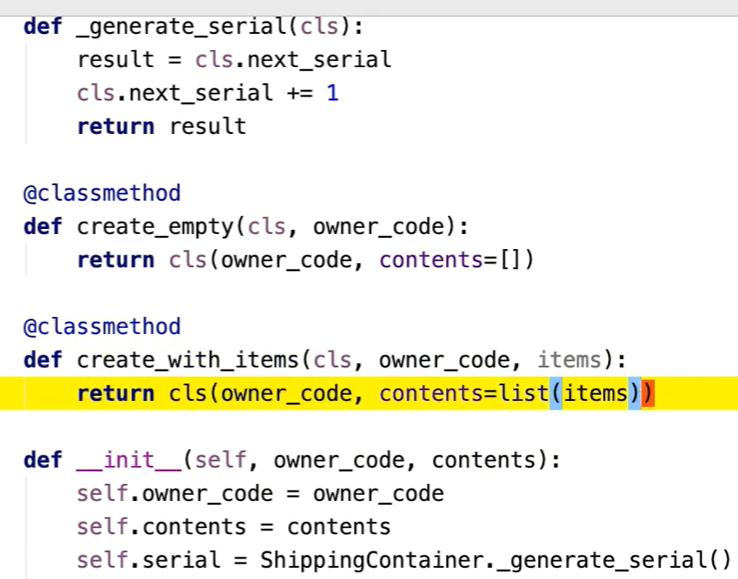 def _generate_serial(cls):
    result = cls.next_serial
    cls.next_serial += 1
    return result
@classmethod
def create_empty(cls, owner_code):
    return cls(owner_code, contents=[])
@classmethod
def create_with_items(cls, owner_code, items):
    return cls(owner_code, contents=list(items))
def __init__(self, owner_code, contents):
    self.owner_code = owner_code
    self.contents = contents
    self.serial = ShippingContainer._generate_serial()